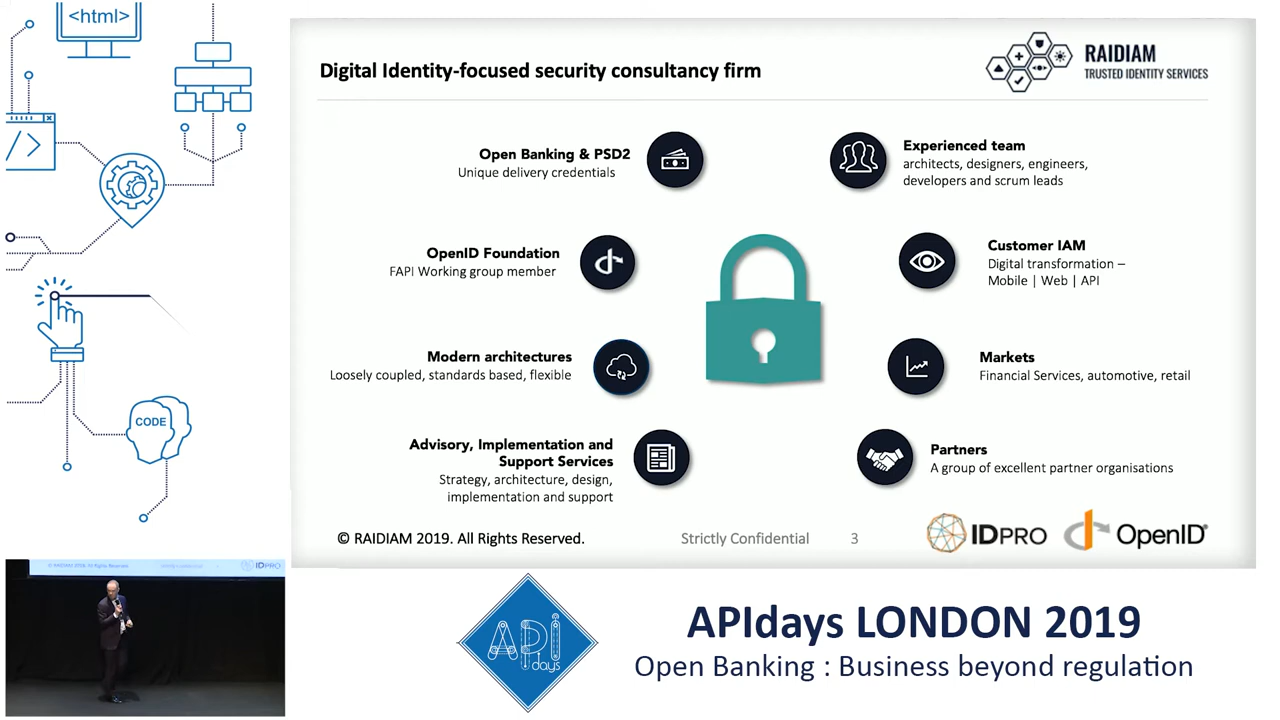 <html>
Digital Identity-focused security consultancy firm
RAIDIAM
TRUSTED IDENTITY SERVICES
Open Banking & PSD2
Unique delivery credentials
Experienced team
architects, designers, engineers,
developers and scrum leads
OpenID Foundation
FAPI Working group member
Customer IAM
Digital transformation –
Mobile | Web | API
Modern architectures
Loosely coupled, standards based, flexible
Markets
Financial Services, automotive, retail
Advisory, Implementation and
Support Services
Strategy, architecture, design,
implementation and support
Partners
A group of excellent partner organisations
© RAIDIAM 2019. All Rights Reserved.
Strictly Confidential
3
IDPRO
OpenID®
/>
CODE
IDPRO
API
days
APIdays LONDON 2019
Open Banking : Business beyond regulation